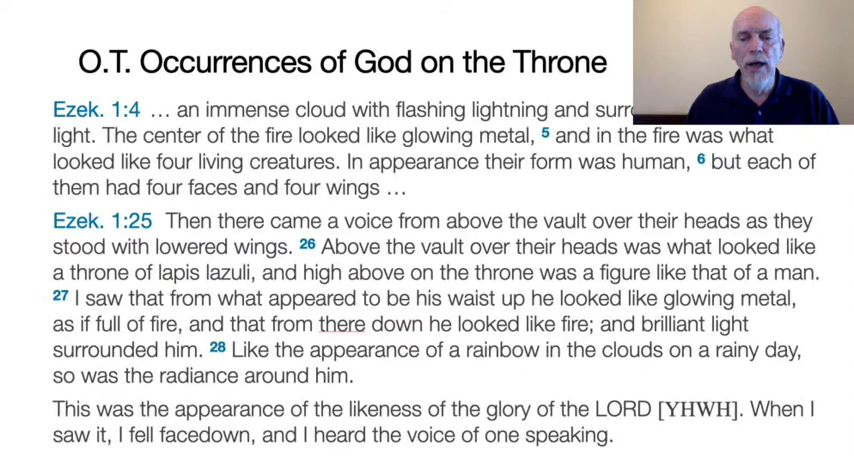 O.T. Occurrences of God on the Throne
Ezek. 1:4 … an immense cloud with flashing lightning and
light. The center of the fire looked like glowing metal, 5 and in the fire was what
looked like four living creatures. In appearance their form was human, 6 but each of
them had four faces and four wings …
Ezek. 1:25 Then there came a voice from above the vault over their heads as they
stood with lowered wings. 26 Above the vault over their heads was what looked like
a throne of lapis lazuli, and high above on the throne was a figure like that of a man.
27 I saw that from what appeared to be his waist up he looked like glowing metal,
as if full of fire, and that from there down he looked like fire; and brilliant light
surrounded him. 28 Like the appearance of a rainbow in the clouds on a rainy day,
so was the radiance around him.
This was the appearance of the likeness of the glory of the LORD [YHWH]. When I
saw it, I fell facedown, and I heard the voice of one speaking.